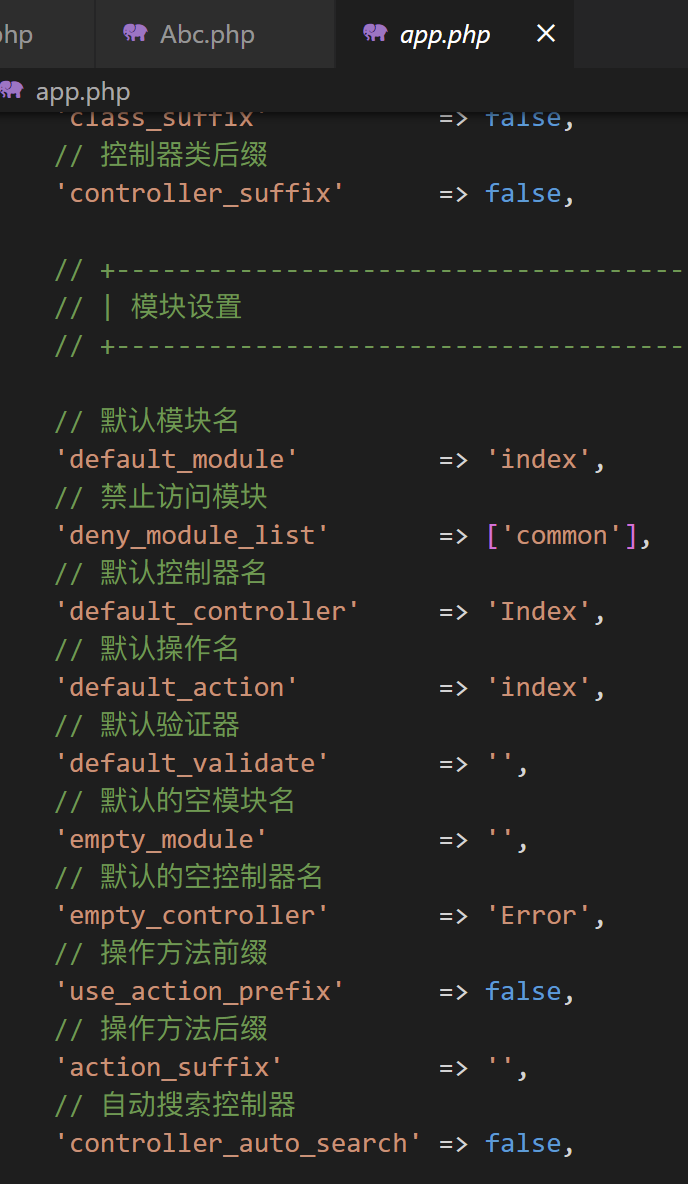 hp
Abc.php
app.php
app.php
'class_suffix' => false,
// 控制器类后缀
'controller_suffix' => false,
// +-------------------------------------
// | 模块设置
// +-------------------------------------
// 默认模块名
'default_module' => 'index',
// 禁止访问模块
'deny_module_list' => ['common'],
// 默认控制器名
'default_controller' => 'Index',
// 默认操作名
'default_action' => 'index',
// 默认验证器
'default_validate' => '',
// 默认的空模块名
'empty_module' => '',
// 默认的空控制器名
'empty_controller' => 'Error',
// 操作方法前缀
'use_action_prefix' => false,
// 操作方法后缀
'action_suffix' => '',
// 自动搜索控制器
'controller_auto_search' => false,